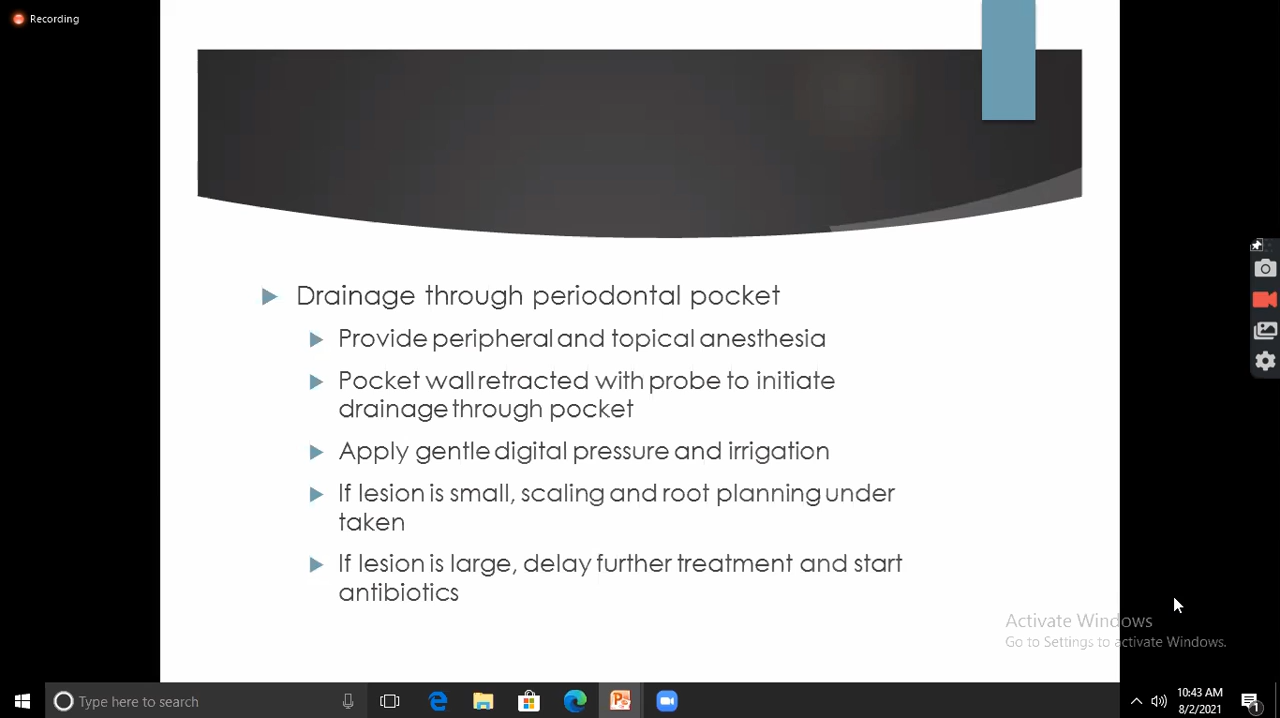 Recording
Drainage through periodontal pocket
Provide peripheral and topical anesthesia
Pocket wall retracted with probe to initiate
drainage through pocket
Apply gentle digital pressure and irrigation
If lesion is small, scaling and root planning under
taken
If lesion is large, delay further treatment and start
antibiotics
Activate Windows
Go to Settings to activate Windows.
Type here to search
10:43 AM
8/2/2021
1